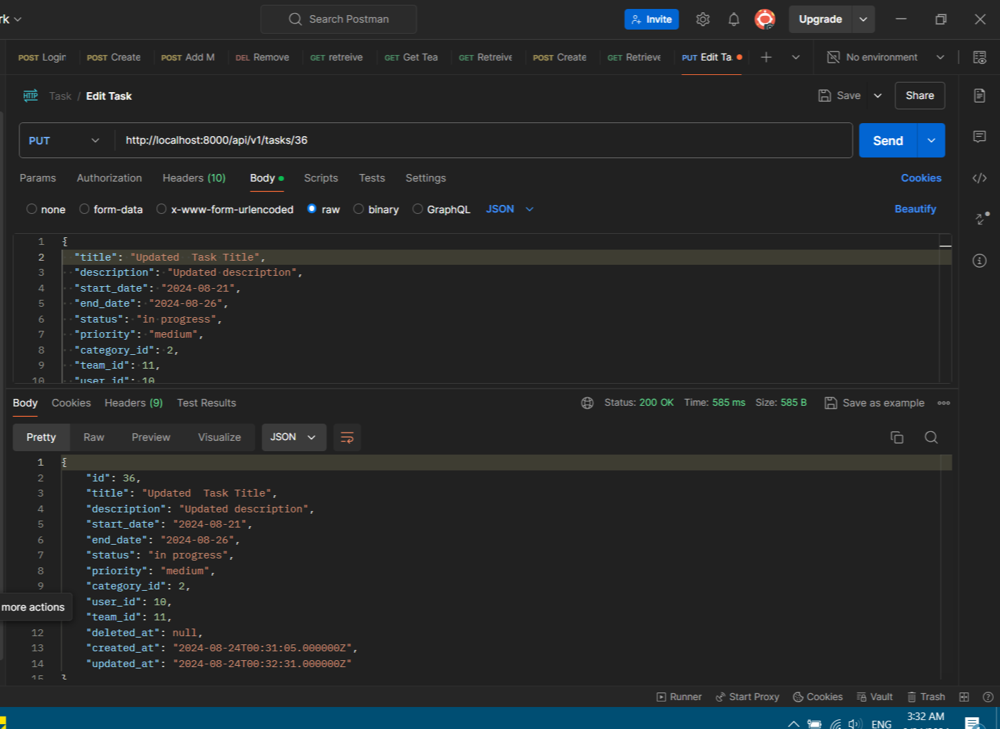 rk
Search Postman
Invite
Upgrade
POST Login
POST Create
POST Add M
DEL Remove
GET retreive
GET Get Tea
GET Retreive
POST Create
GET Retrieve
PUT Edit Ta
No environment
HTTP Task / Edit Task
Save
Share
PUT
http://localhost:8000/api/v1/tasks/36
Send
Params
Authorization
Headers (10)
Body
Scripts
Tests
Settings
Cookies
none
form-data
x-www-form-urlencoded
raw
binary
GraphQL
JSON
Beautify
1 {
2 "title": "Updated  Task Title",
3 "description": "Updated description",
4 "start_date": "2024-08-21",
5 "end_date": "2024-08-26",
6 "status": "in progress",
7 "priority": "medium",
8 "category_id": 2,
9 "team_id": 11,
10 "user_id": 10
Body
Cookies
Headers (9)
Test Results
Status: 200 OK
Time: 585 ms
Size: 585 B
Save as example
Pretty
Raw
Preview
Visualize
JSON
1 {
2 "id": 36,
3 "title": "Updated  Task Title",
4 "description": "Updated description",
5 "start_date": "2024-08-21",
6 "end_date": "2024-08-26",
7 "status": "in progress",
8 "priority": "medium",
9 "category_id": 2,
more actions
"user_id": 10,
"team_id": 11,
12 "deleted_at": null,
13 "created_at": "2024-08-24T00:31:05.000000Z",
14 "updated_at": "2024-08-24T00:32:31.000000Z"
15 }
Runner
Start Proxy
Cookies
Vault
Trash
ENG
3:32 AM